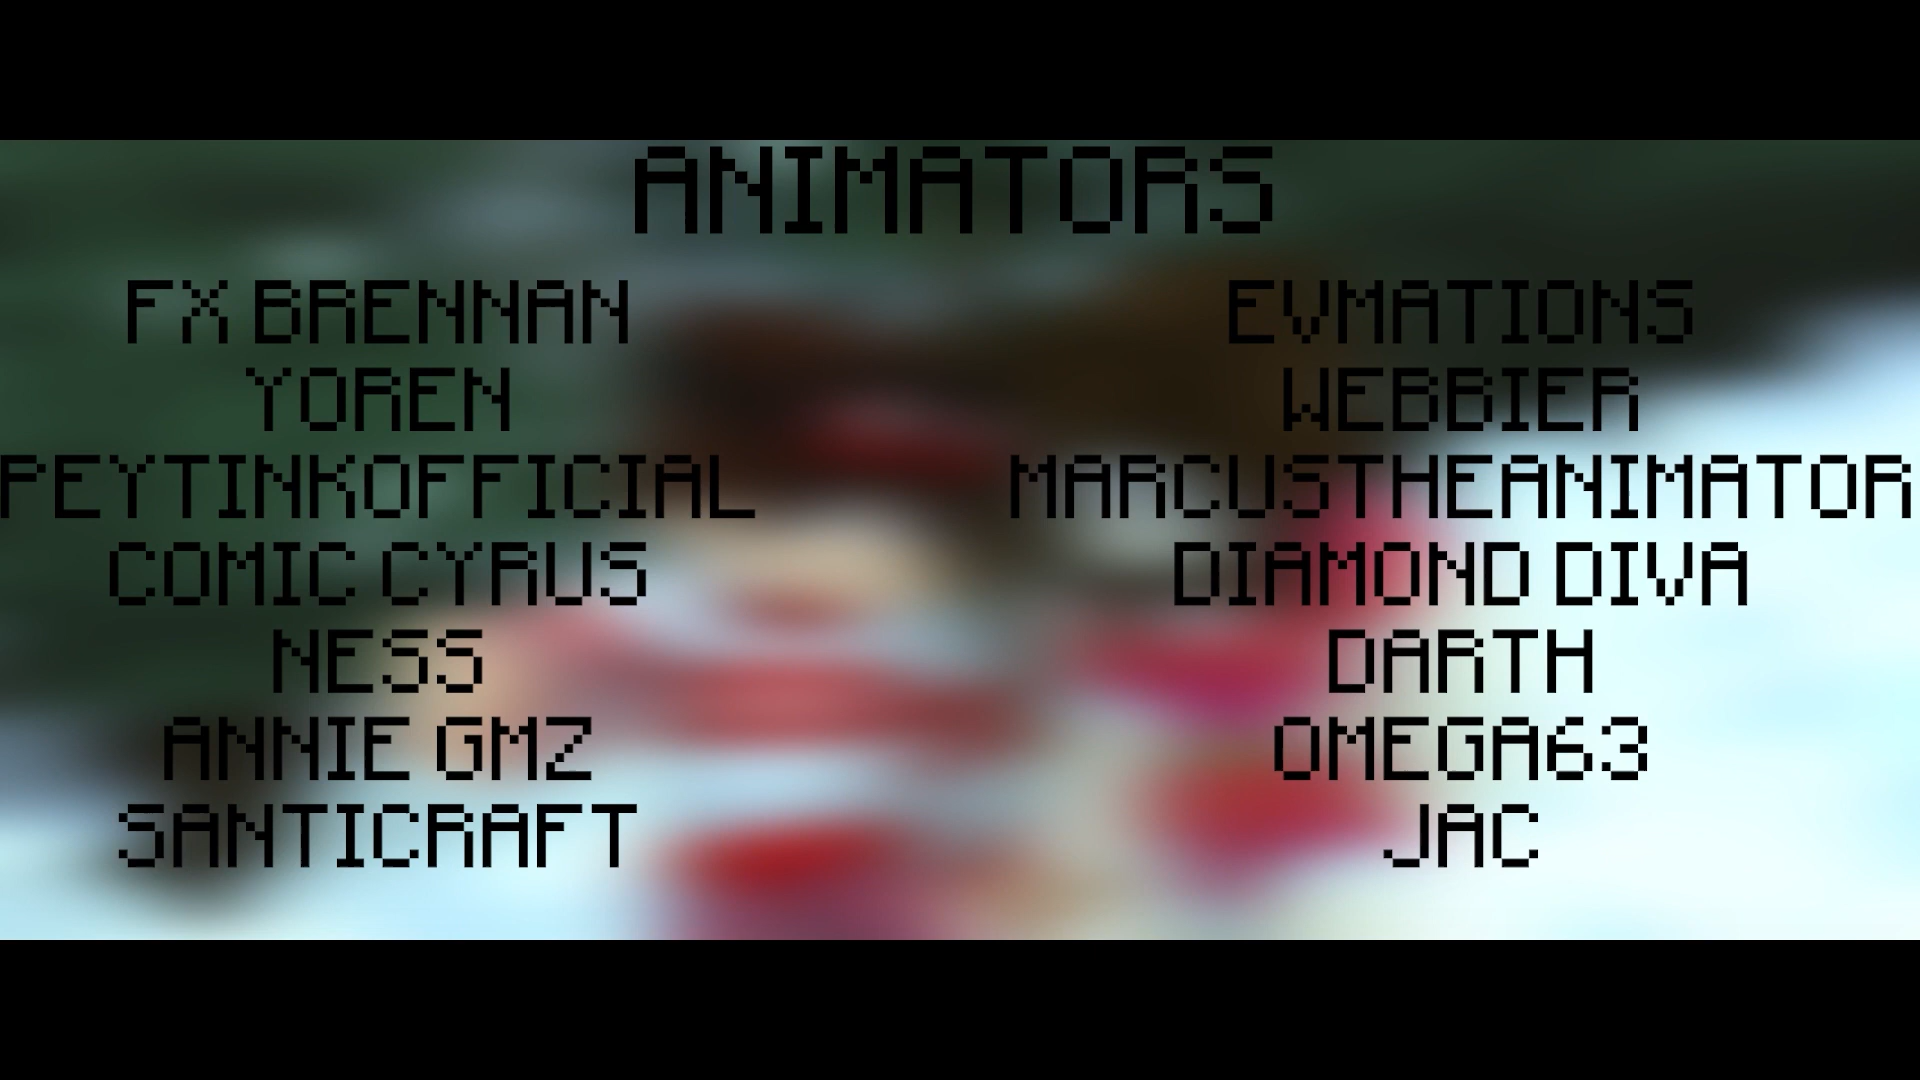 ANIMATORS
FX BRENNAN
YOREN
PEYTINKOFFICIAL
COMIC CYRUS
NESS
ANNIE GMZ
SANTICRAFT
EVMATIONS
WEBBIER
MARCUSTHEANIMATOR
DIAMOND DIVA
DARTH
OMEGA63
JAC